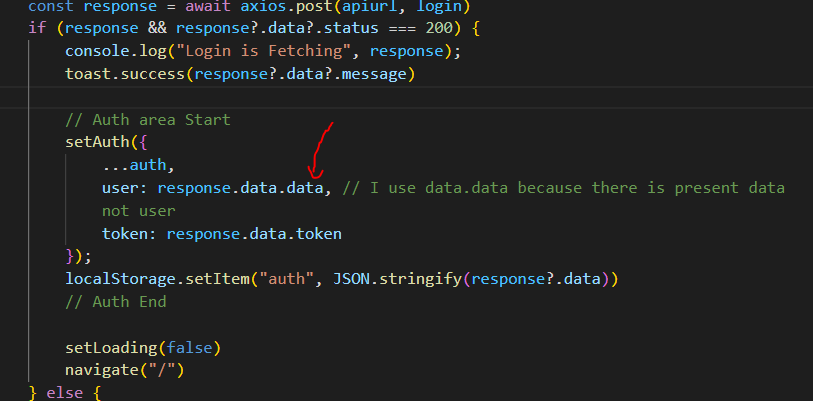 const response = await axios.post(apiurl, login)
if (response && response?.data?.status === 200) {
console.log("Login is Fetching", response);
toast.success(response?.data?.message)
// Auth area Start
setAuth({
...auth,
user: response.data.data, // I use data.data because there is present data
not user
token: response.data.token
});
localStorage.setItem("auth", JSON.stringify(response?.data))
// Auth End
setLoading(false)
navigate("/")
} else {